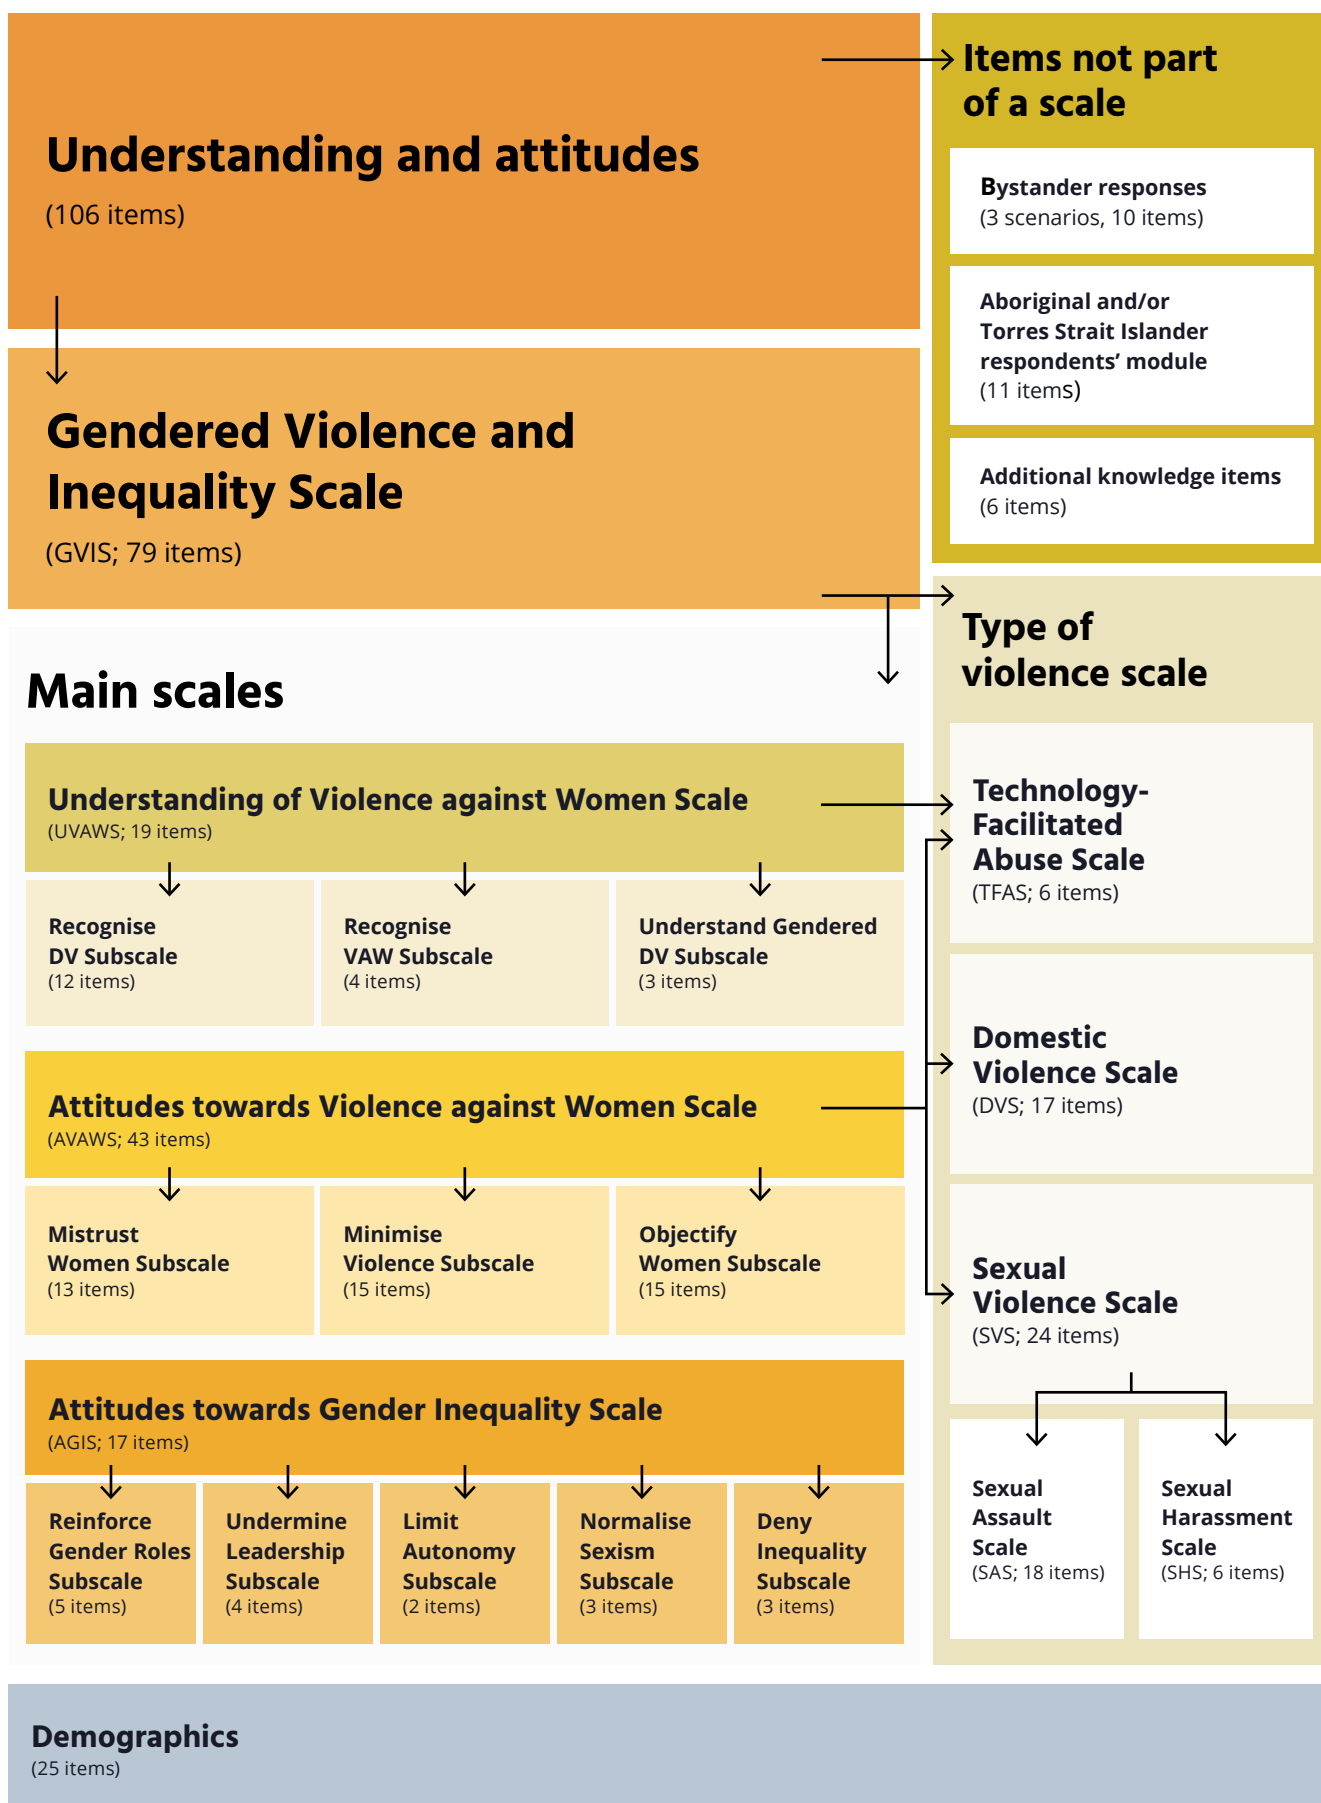 Understanding and attitudes
(106 items)
Items not part
of a scale
Bystander responses
(3 scenarios, 10 items)
Aboriginal and/or
Torres Strait Islander
respondents' module
(11 items)
Additional knowledge items
(6 items)
Gendered Violence and
Inequality Scale
(GVIS; 79 items)
Main scales
Understanding of Violence against Women Scale
(UVAWS; 19 items)
Recognise
DV Subscale
(12 items)
Recognise
VAW Subscale
(4 items)
Understand Gendered
DV Subscale
(3 items)
Attitudes towards Violence against Women Scale
(AVAWS; 43 items)
Mistrust
Women Subscale
(13 items)
Minimise
Violence Subscale
(15 items)
Objectify
Women Subscale
(15 items)
Attitudes towards Gender Inequality Scale
(AGIS; 17 items)
Reinforce
Gender Roles
Subscale
(5 items)
Undermine
Leadership
Subscale
(4 items)
Limit
Autonomy
Subscale
(2 items)
Normalise
Sexism
Subscale
(3 items)
Deny
Inequality
Subscale
(3 items)
Type of
violence scale
Technology-
Facilitated
Abuse Scale
(TFAS; 6 items)
Domestic
Violence Scale
(DVS; 17 items)
Sexual
Violence Scale
(SVS; 24 items)
Sexual
Assault
Scale
(SAS; 18 items)
Sexual
Harassment
Scale
(SHS; 6 items)
Demographics
(25 items)